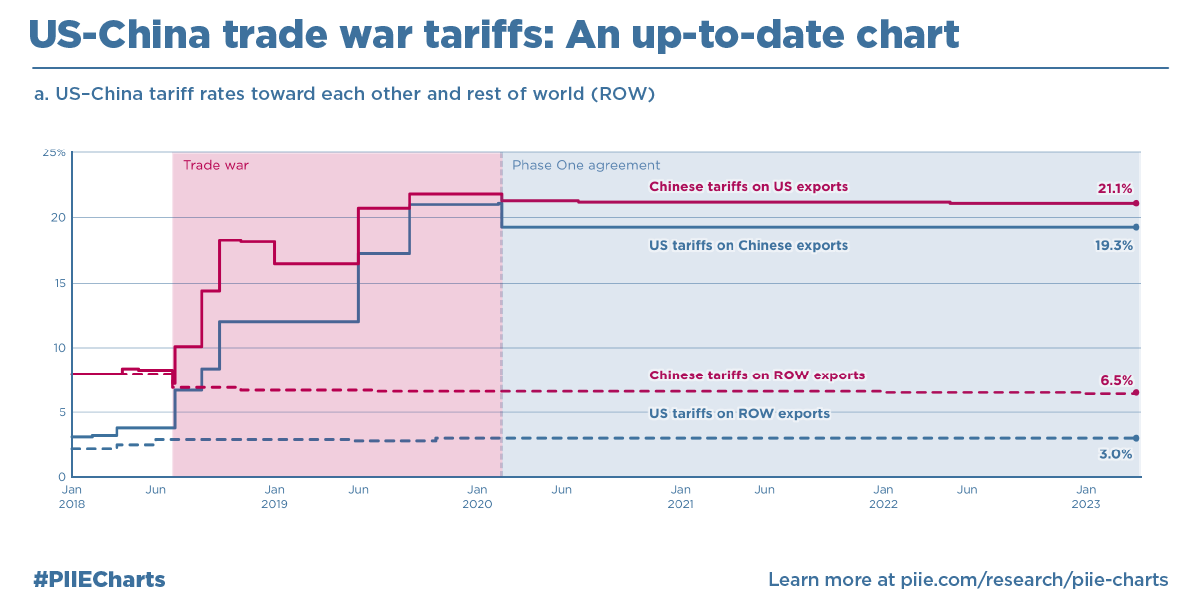 US-China trade war tariffs: An up-to-date chart
a. US–China tariff rates toward each other and rest of world (ROW)
25%
20
15
10
5
0
Trade war
Phase One agreement
Chinese tariffs on US exports
21.1%
US tariffs on Chinese exports
19.3%
Chinese tariffs on ROW exports
6.5%
US tariffs on ROW exports
3.0%
Jan Jun Jan Jun Jan Jun Jan Jun Jan Jun Jan
2018 2019 2020 2021 2022 2023
#PIIECharts
Learn more at piie.com/research/piie-charts